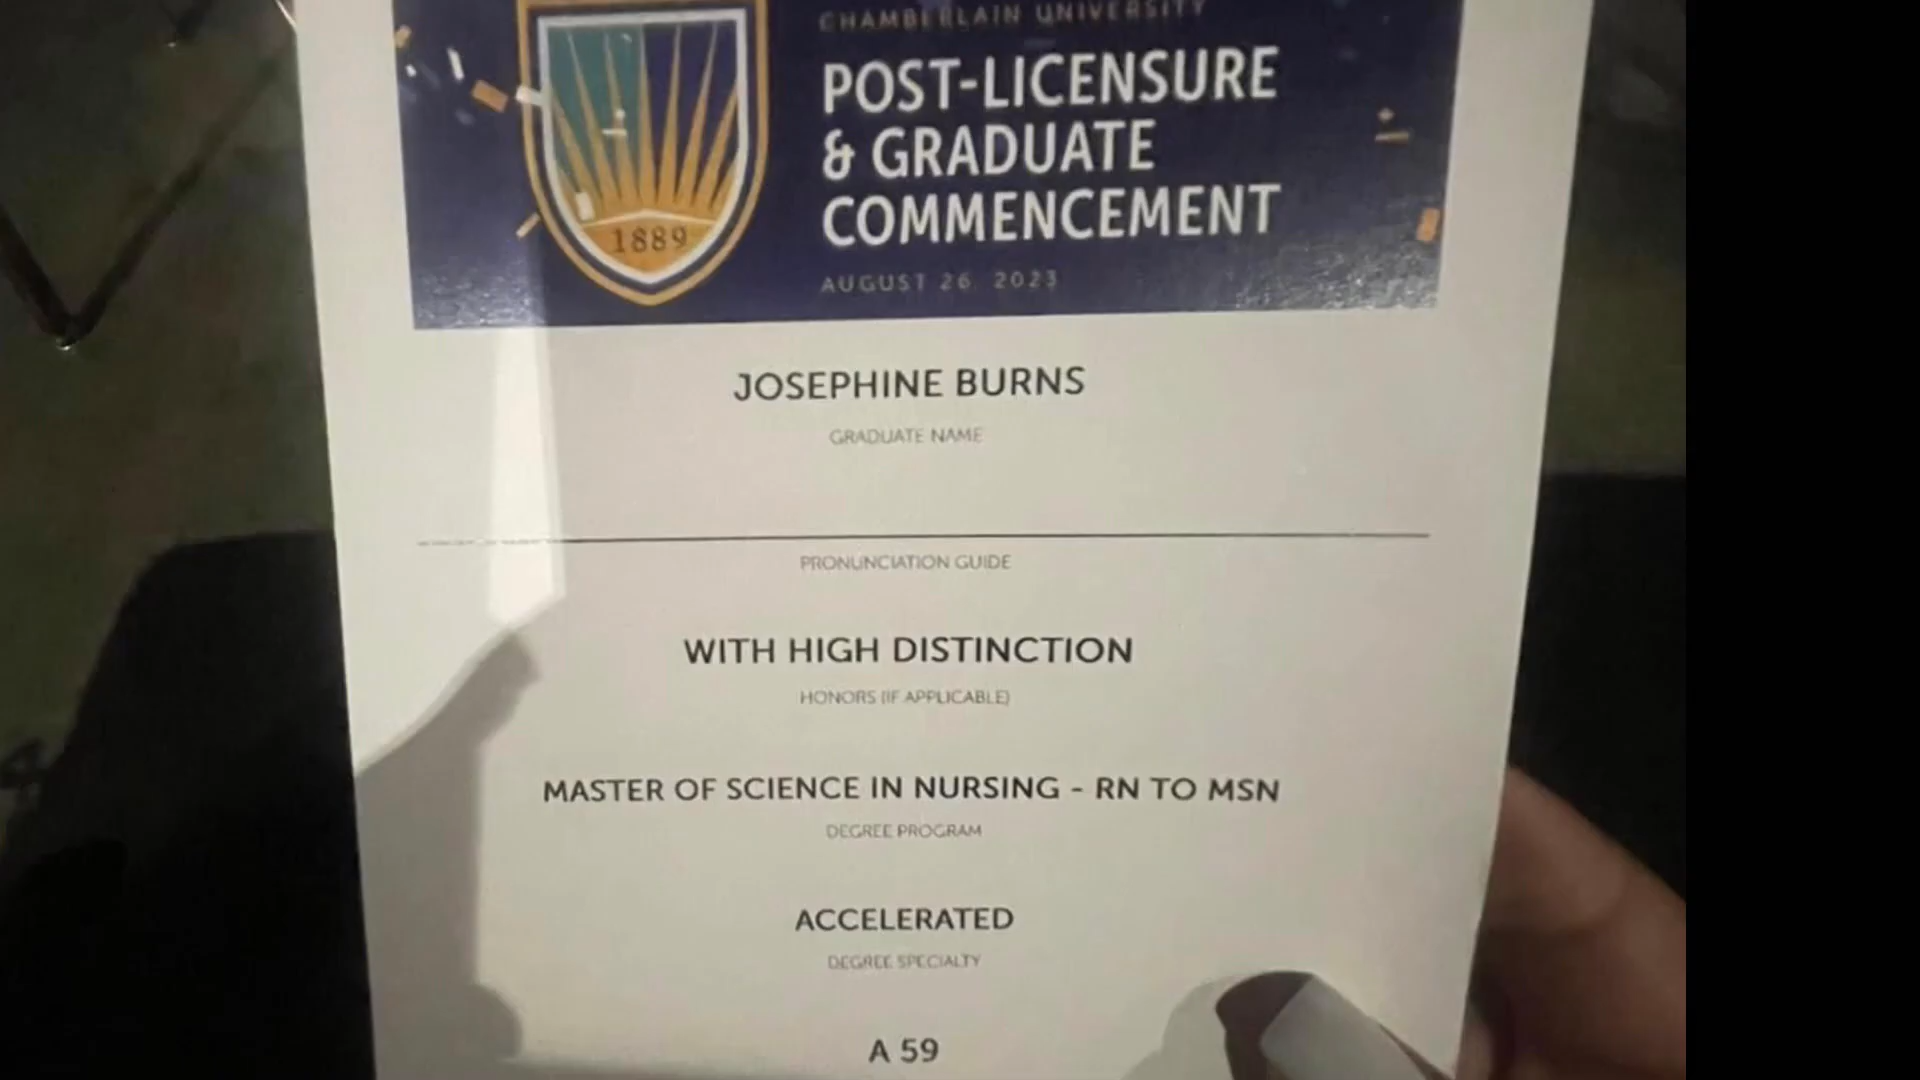 CHAMBERLAIN UNIVERSITY
POST-LICENSURE
& GRADUATE
COMMENCEMENT
AUGUST 26 2023
1889
JOSEPHINE BURNS
GRADUATE NAME
PRONUNCIATION GUIDE
WITH HIGH DISTINCTION
HONORS (IF APPLICABLE)
MASTER OF SCIENCE IN NURSING - RN TO MSN
DEGREE PROGRAM
ACCELERATED
DEGREE SPECIALTY
A 59